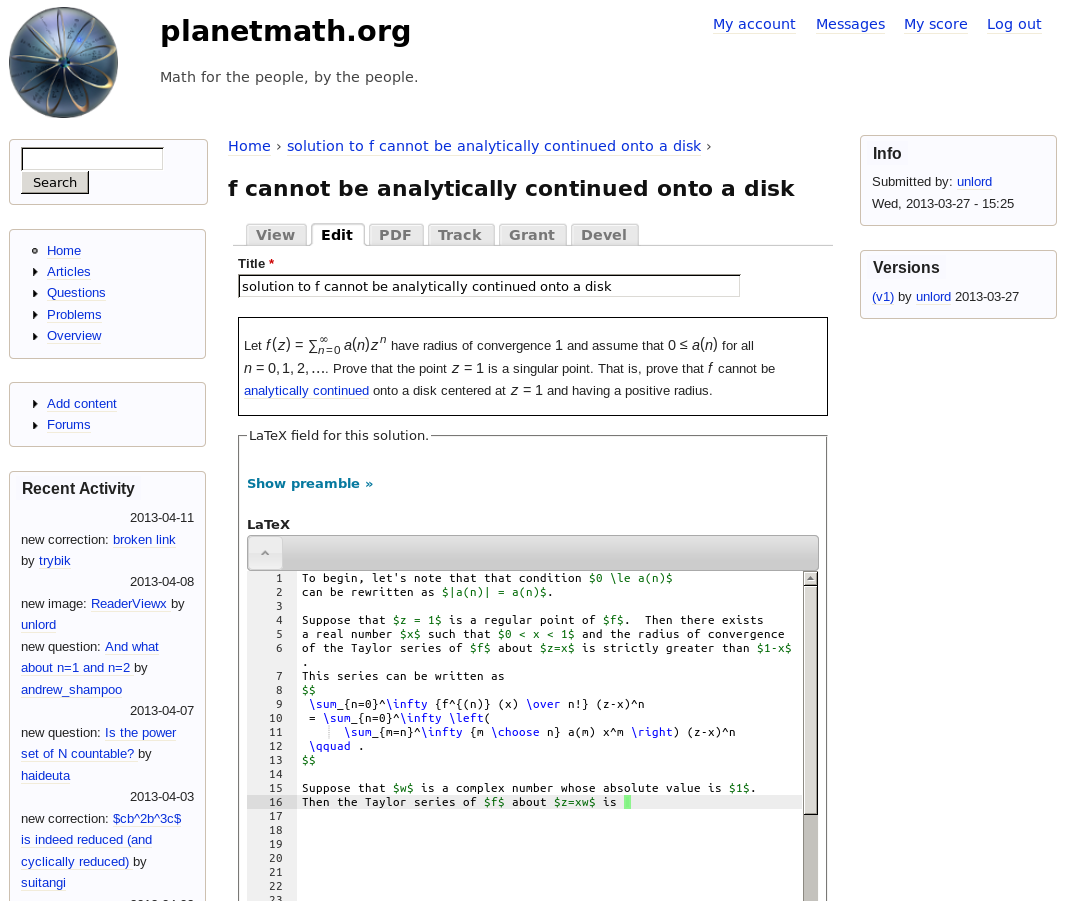 planetmath.org
Math for the people, by the people.
My account Messages My score Log out
Search
Home
Articles
Questions
Problems
Overview
Add content
Forums
Recent Activity
2013-04-11
new correction: broken link
by trybik
2013-04-08
new image: ReaderViewx by
unlord
new question: And what
about n=1 and n=2 by
andrew_shampoo
2013-04-07
new question: Is the power
set of N countable? by
haideuta
2013-04-03
new correction: $cb^2b^3c$
is indeed reduced (and
cyclically reduced) by
suitangi
Home › solution to f cannot be analytically continued onto a disk ›
f cannot be analytically continued onto a disk
View Edit PDF Track Grant Devel
Title *
solution to f cannot be analytically continued onto a disk
Let f(z) = ∑_{n=0}^∞ a(n)z^n have radius of convergence 1 and assume that 0 ≤ a(n) for all
n = 0, 1, 2, …. Prove that the point z = 1 is a singular point. That is, prove that f cannot be
analytically continued onto a disk centered at z = 1 and having a positive radius.
LaTeX field for this solution.
Show preamble »
LaTeX
1 To begin, let's note that that condition $0 \le a(n)$
2 can be rewritten as $|a(n)| = a(n)$.
3
4 Suppose that $z = 1$ is a regular point of $f$.  Then there exists
5 a real number $x$ such that $0 < x < 1$ and the radius of convergence
6 of the Taylor series of $f$ about $z=x$ is strictly greater than $1-x$
.
7 This series can be written as
8 $$
9 \sum_{n=0}^\infty {f^{(n)} (x) \over n!} (z-x)^n
10 = \sum_{n=0}^\infty \left(
11 \sum_{m=n}^\infty {m \choose n} a(m) x^m \right) (z-x)^n
12 \qquad .
13 $$
14
15 Suppose that $w$ is a complex number whose absolute value is $1$.
16 Then the Taylor series of $f$ about $z=xw$ is
17
18
19
20
21
22
23
Info
Submitted by: unlord
Wed, 2013-03-27 - 15:25
Versions
(v1) by unlord 2013-03-27